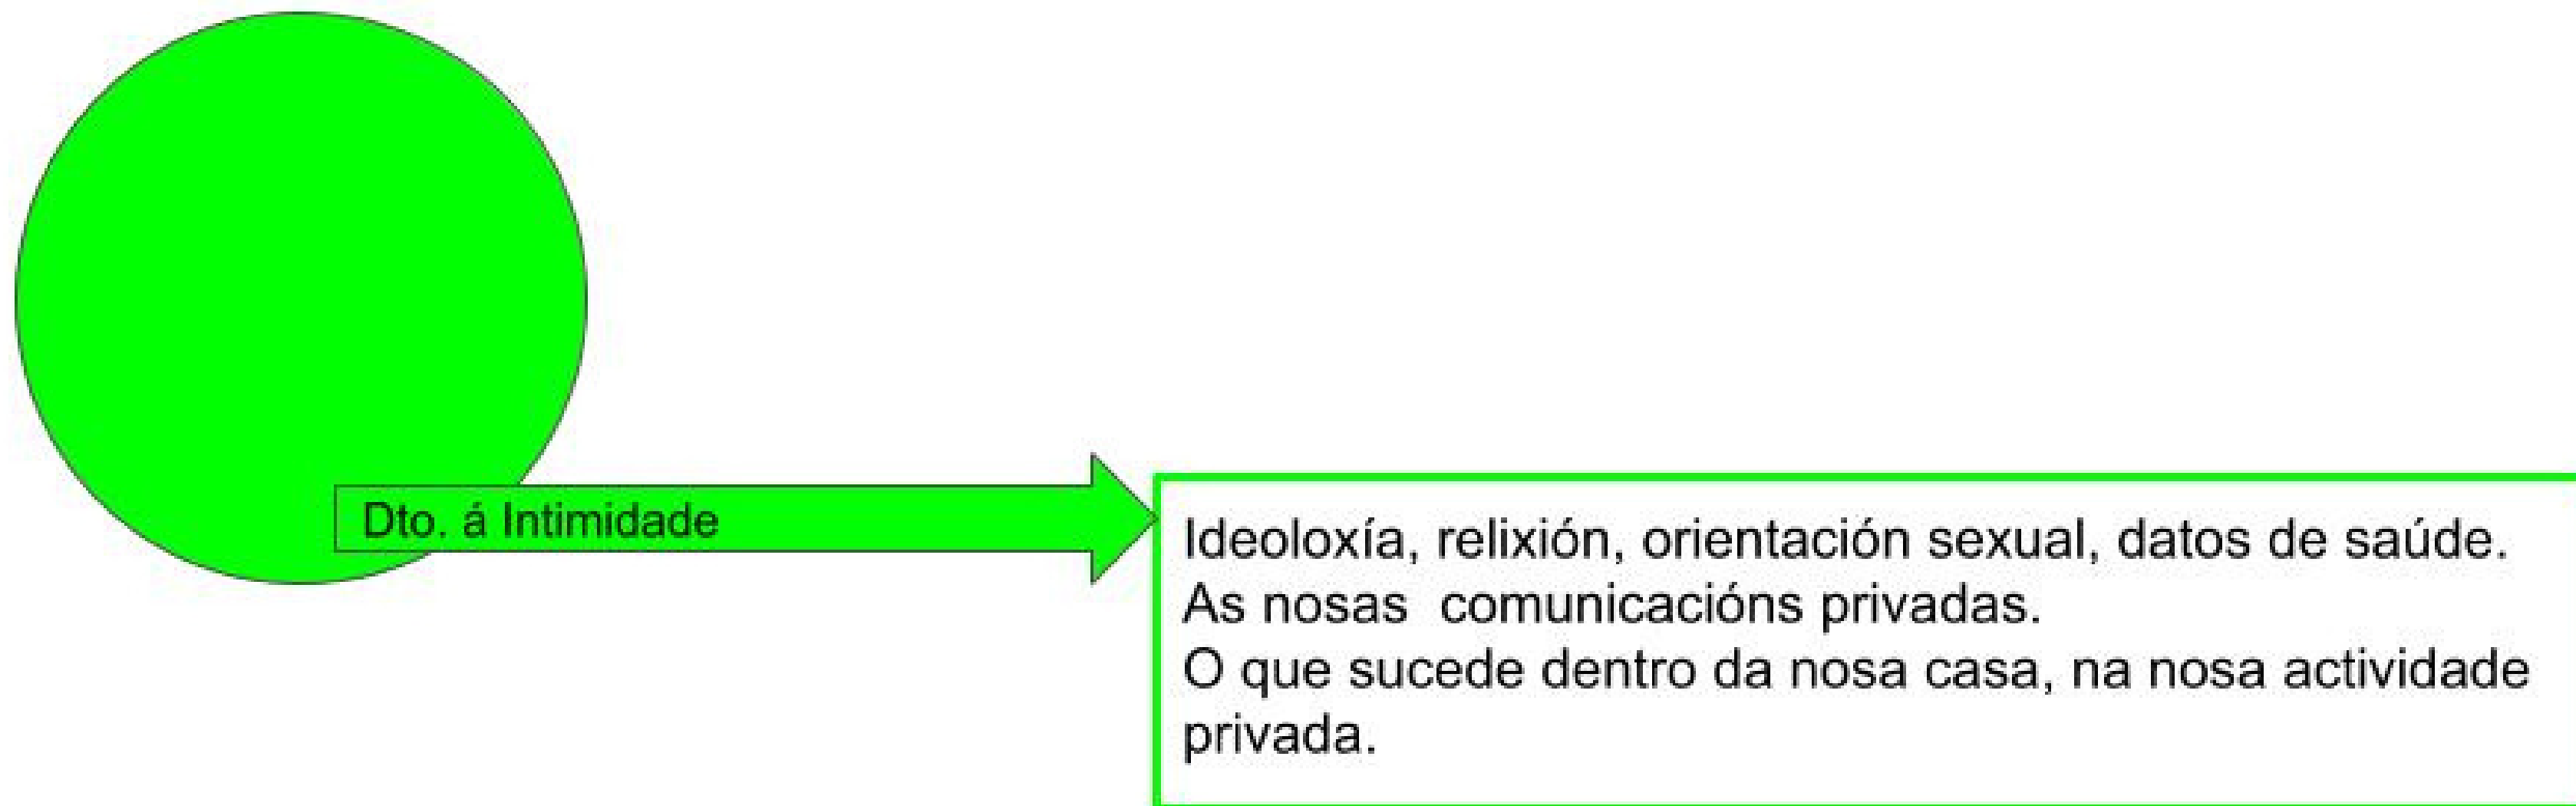 Dto. á Intimidade
Ideoloxía, relixión, orientación sexual, datos de saúde.
As nosas  comunicacións privadas.
O que sucede dentro da nosa casa, na nosa actividade
privada.